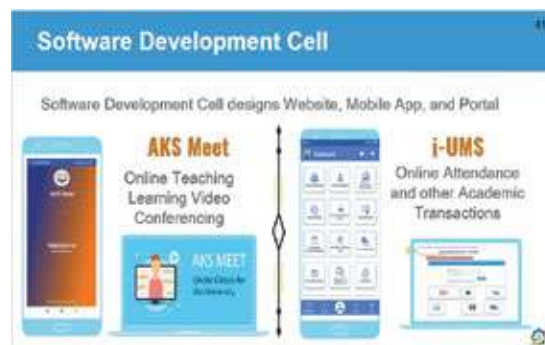 Software Development Cell
Software Development Cell designs Website, Mobile App, and Portal
AKS Meet
Online Teaching
Learning Video
Conferencing
AKS MEET
i-UMS
Online Attendance
and other Academic
Transactions